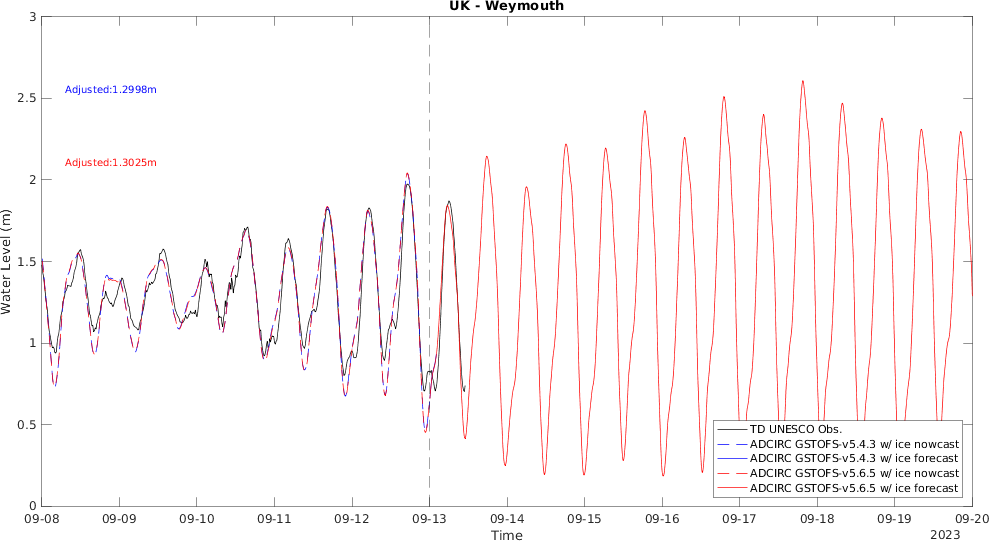 UK - Weymouth
3
2.5
2
1.5
1
0.5
0
Water Level (m)
Adjusted:1.2998m
Adjusted:1.3025m
TD UNESCO Obs.
ADCIRC GSTOFS-v5.4.3 w/ ice nowcast
ADCIRC GSTOFS-v5.4.3 w/ ice forecast
ADCIRC GSTOFS-v5.6.5 w/ ice nowcast
ADCIRC GSTOFS-v5.6.5 w/ ice forecast
09-08 09-09 09-10 09-11 09-12 09-13 09-14 09-15 09-16 09-17 09-18 09-19 09-20
Time
2023